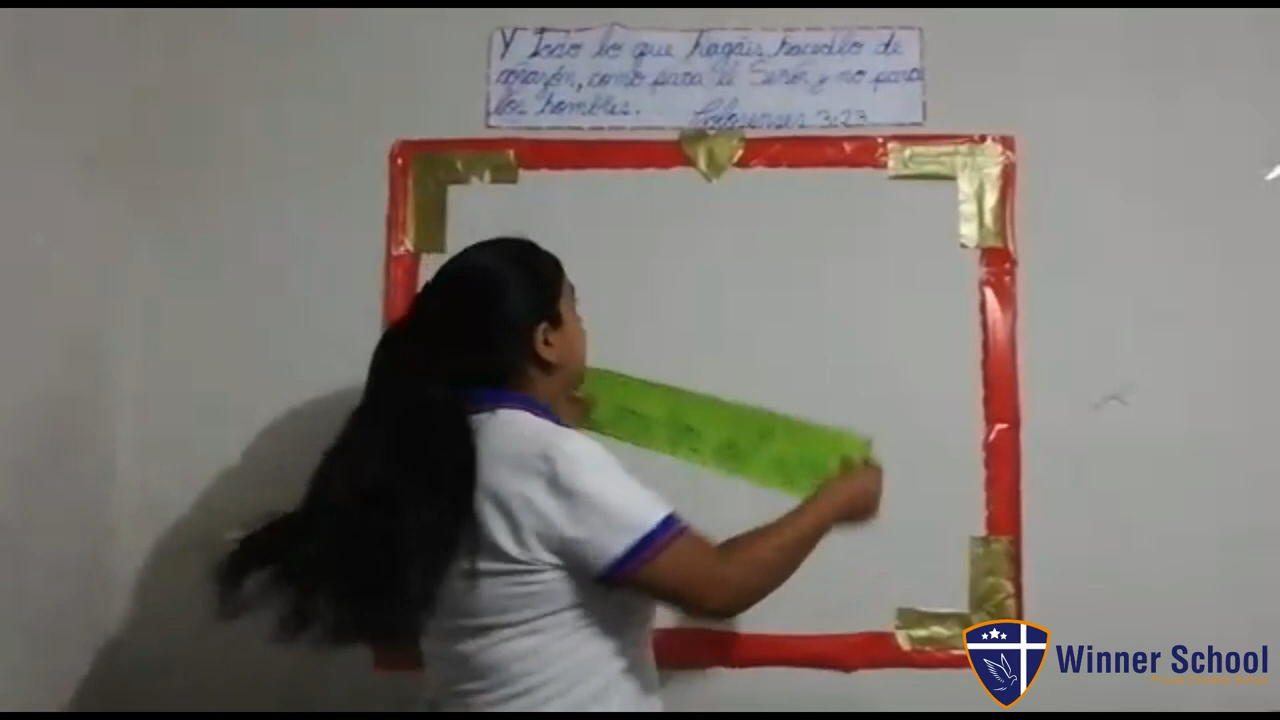 Y Todo lo que hagáis hacedlo de
corazón, como para el Señor y no para
los hombres. Colosenses 3:23
Winner School